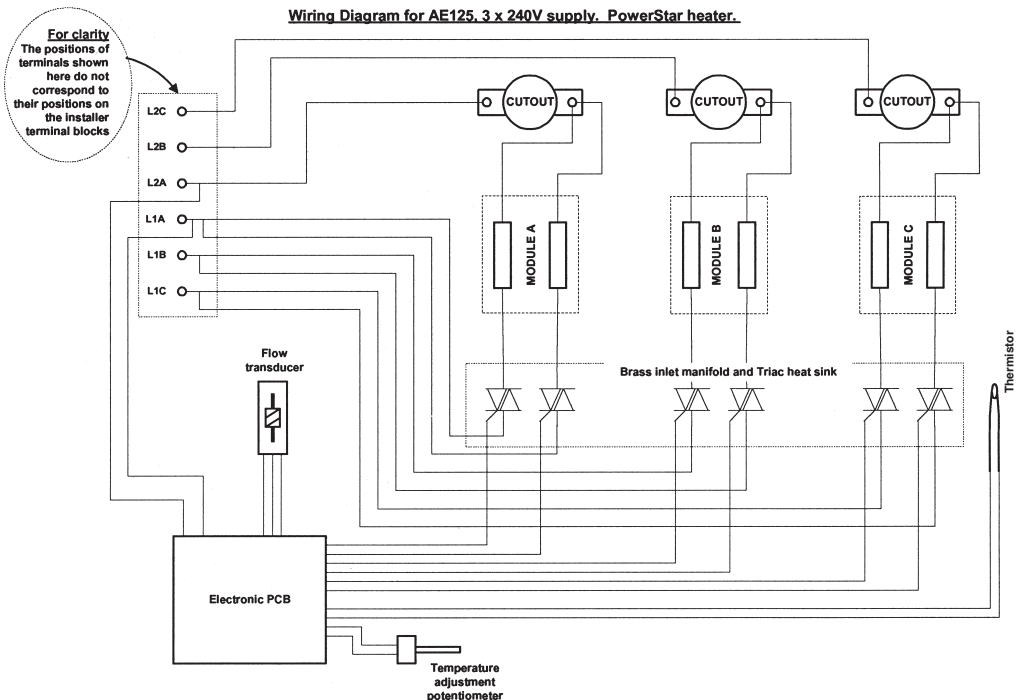 Wiring Diagram for AE125, 3 x 240V supply. PowerStar heater.
For clarity
The positions of
terminals shown
here do not
correspond to
their positions on
the installer
terminal blocks
L2C
L2B
L2A
L1A
L1B
L1C
CUTOUT
CUTOUT
CUTOUT
MODULE A
MODULE B
MODULE C
Brass inlet manifold and Triac heat sink
Thermistor
Flow
transducer
Electronic PCB
Temperature
adjustment
potentiometer